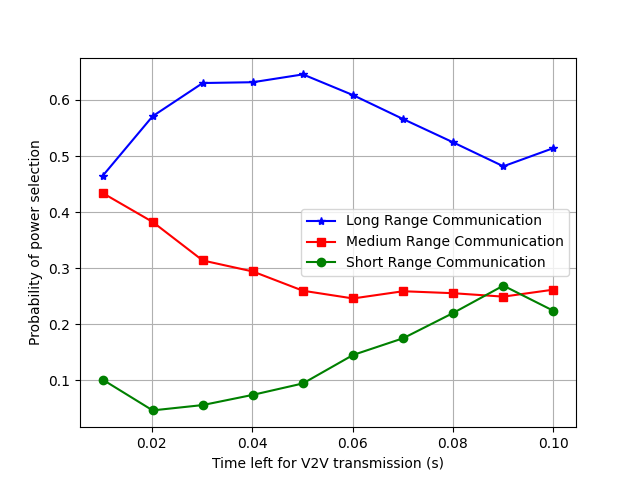 0.6
0.5
0.4
0.3
0.2
0.1
Probability of power selection
Long Range Communication
Medium Range Communication
Short Range Communication
0.02 0.04 0.06 0.08 0.10
Time left for V2V transmission (s)